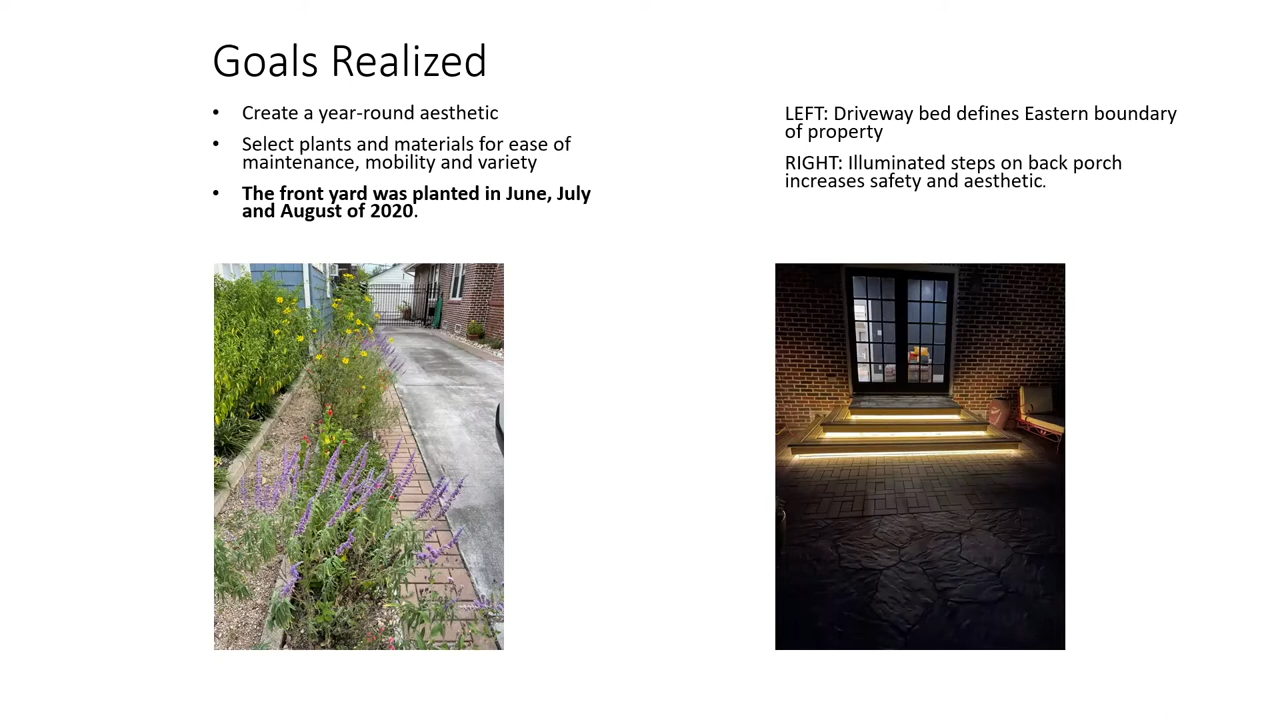 Goals Realized
• Create a year-round aesthetic
• Select plants and materials for ease of
maintenance, mobility and variety
• The front yard was planted in June, July
and August of 2020.
LEFT: Driveway bed defines Eastern boundary
of property
RIGHT: Illuminated steps on back porch
increases safety and aesthetic.